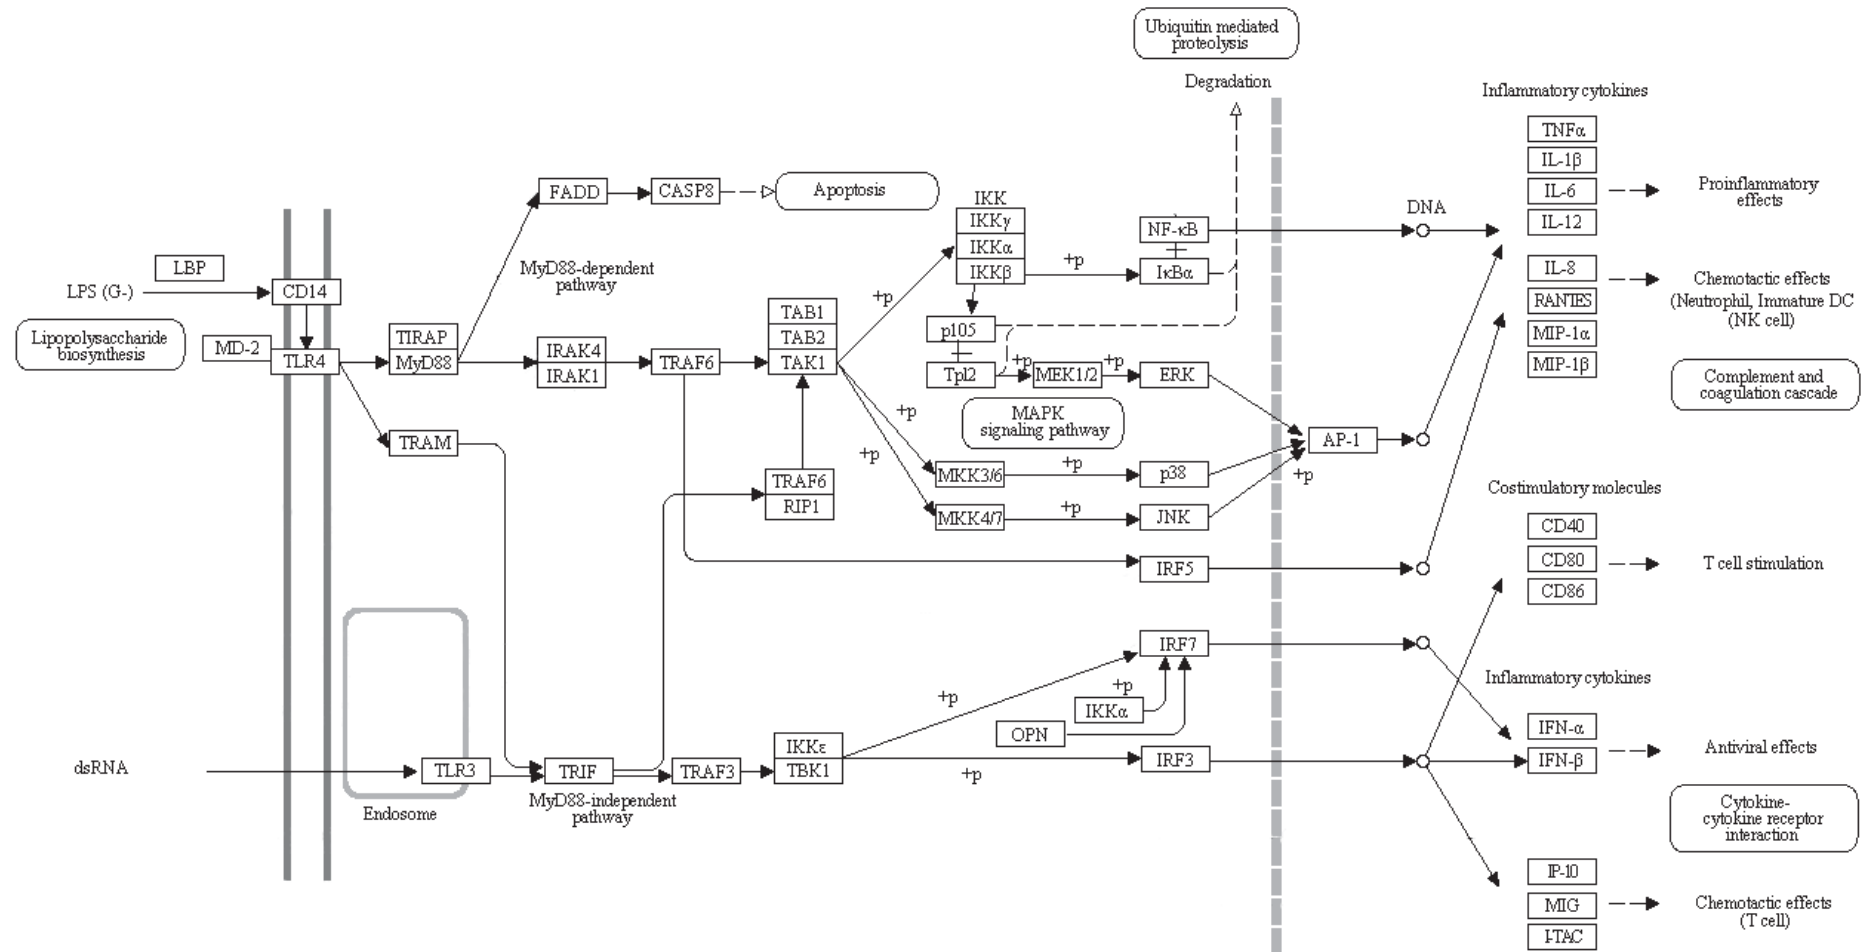 Ubiquitin mediated
proteolysis
Degradation
Inflammatory cytokines
TNFα
IL-1β
IL-6
IL-12
Proinflammatory
effects
FADD
CASP8
Apoptosis
IKK
IKKγ
IKKα
IKKβ
+p
NF-κB
IκBα
DNA
LBP
LPS (G-)
CD14
MyD88-dependent
pathway
IL-8
RANTES
MIP-1α
MIP-1β
Chemotactic effects
(Neutrophil, Immature DC
(NK cell)
Lipopolysaccharide
biosynthesis
MD-2
TLR4
TIRAP
MyD88
IRAK4
IRAK1
TRAF6
TAB1
TAB2
TAK1
+p
p105
Tpl2
+p
MEK1/2
+p
ERK
Complement and
coagulation cascade
MAPK
signaling pathway
+p
+p
TRAM
AP-1
+p
TRAF6
RIP1
MKK3/6
+p
p38
MKK4/7
+p
JNK
IRF5
Costimulatory molecules
CD40
CD80
CD86
T cell stimulation
IRF7
+p
+p
IKKα
OPN
Inflammatory cytokines
IFN-α
IFN-β
Antiviral effects
dsRNA
TLR3
Endosome
TRIF
MyD88-independent
pathway
TRAF3
IKKε
TBK1
+p
IRF3
Cytokine-
cytokine receptor
interaction
IP-10
MIG
I-TAC
Chemotactic effects
(T cell)